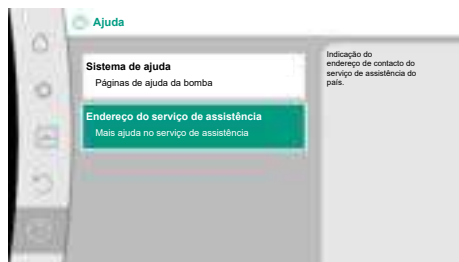 Ajuda
Sistema de ajuda
Páginas de ajuda da bomba
Endereço do serviço de assistência
Mais ajuda no serviço de assistência
Indicação do
endereço de contacto do
serviço de assistência do
país.